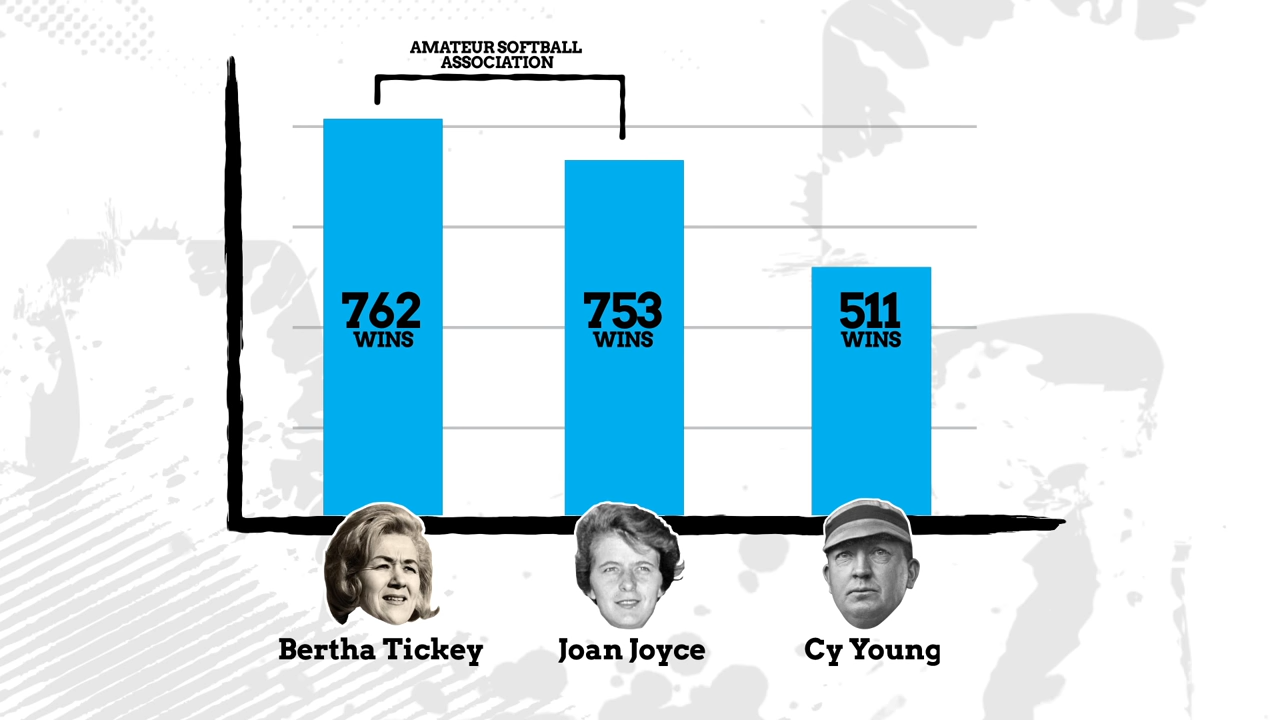 AMATEUR SOFTBALL
ASSOCIATION
762
WINS
753
WINS
511
WINS
Bertha Tickey
Joan Joyce
Cy Young